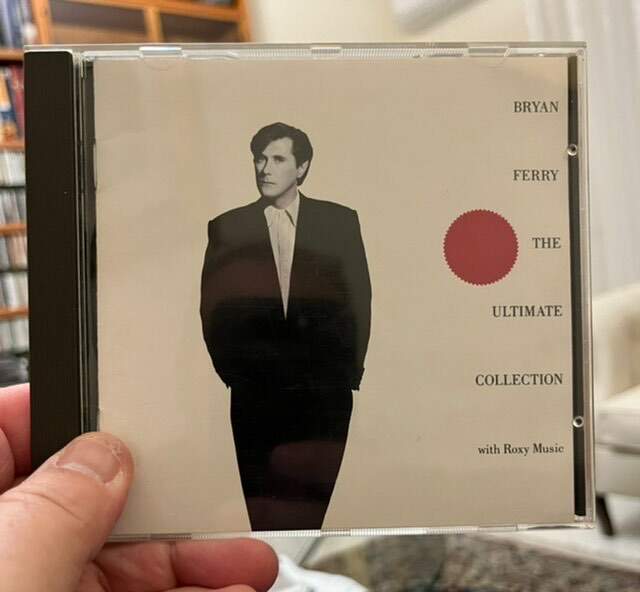 BRYAN
FERRY
THE
ULTIMATE
COLLECTION
with Roxy Music